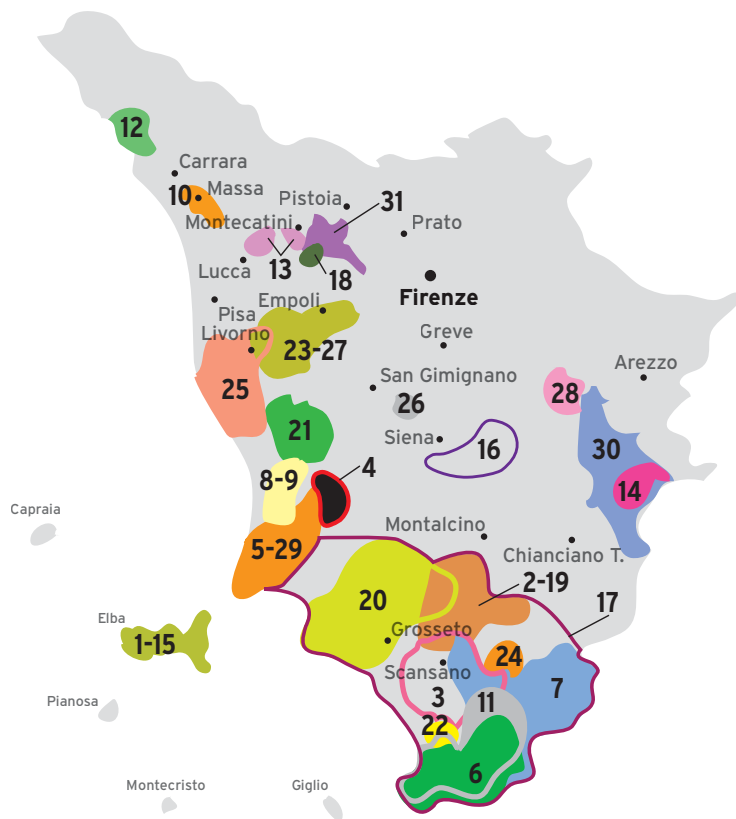 12
Carrara
10
Massa
Pistoia
31
Montecatini
Prato
13
18
Lucca
Firenze
Pisa
Empoli
Livorno
23-27
Greve
Arezzo
San Gimignano
28
25
26
21
Siena
16
30
8-9
4
14
Capraia
Montalcino
5-29
Chianciano T.
2-19
17
20
Elba
1-15
Grosseto
24
Scansano
7
3
11
Pianosa
22
6
Montecristo
Giglio